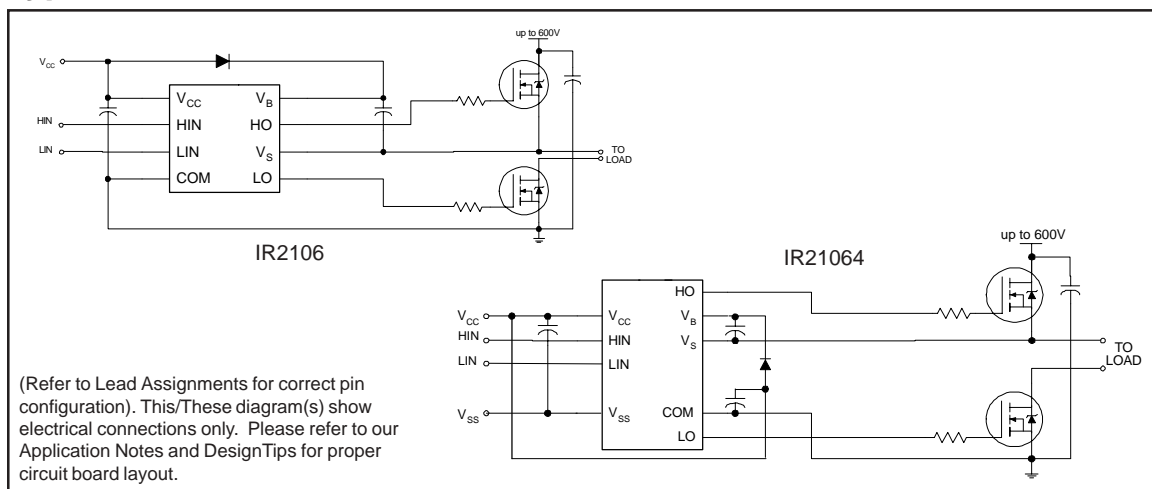 up to 600V
VCC
VCC
VB
HIN
HIN
HO
LIN
LIN
VS
TO
LOAD
COM
LO
IR2106
IR21064
up to 600V
HO
VCC
VCC
VB
HIN
HIN
VS
LIN
LIN
TO
LOAD
VSS
VSS
COM
LO
(Refer to Lead Assignments for correct pin
configuration). This/These diagram(s) show
electrical connections only. Please refer to our
Application Notes and DesignTips for proper
circuit board layout.